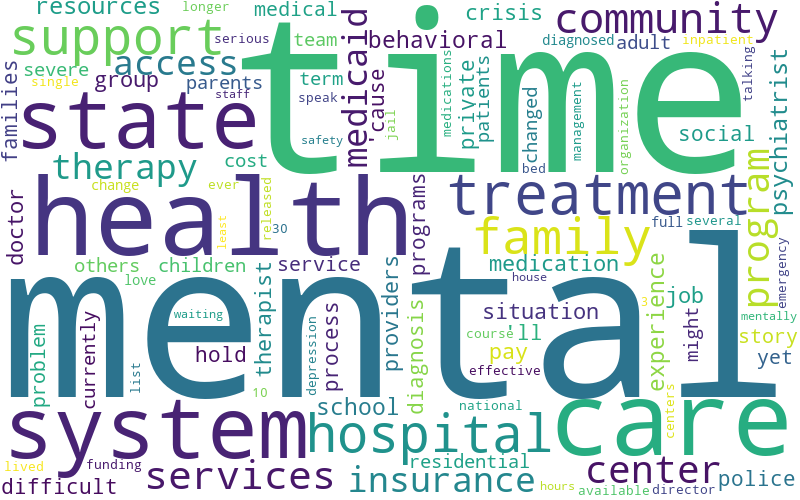 resources
longer
medical
crisis
community
support
time
serious
behavioral
diagnosed
adult
inpatient
severe
access
team
families
single
group
parents
term
medicaid
'cause
staff
speak
state
safety
jail
medications
private
patients
changed
bed
management
organization
social
talking
psychiatrist
therapy
cost
change
ever
health
treatment
program
doctor
least
released
30
family
full
several
others
children
service
programs
medication
house
emergency
love
therapist
mental
waiting
providers
situation
job
3
mentally
problem
currently
hold
depression
process
diagnosis
course
'll
experience
might
story
list
pay
effective
yet
10
system
school
national
care
centers
hospital
lived
funding
services
insurance
residential
center
police
difficult
hours
available
director